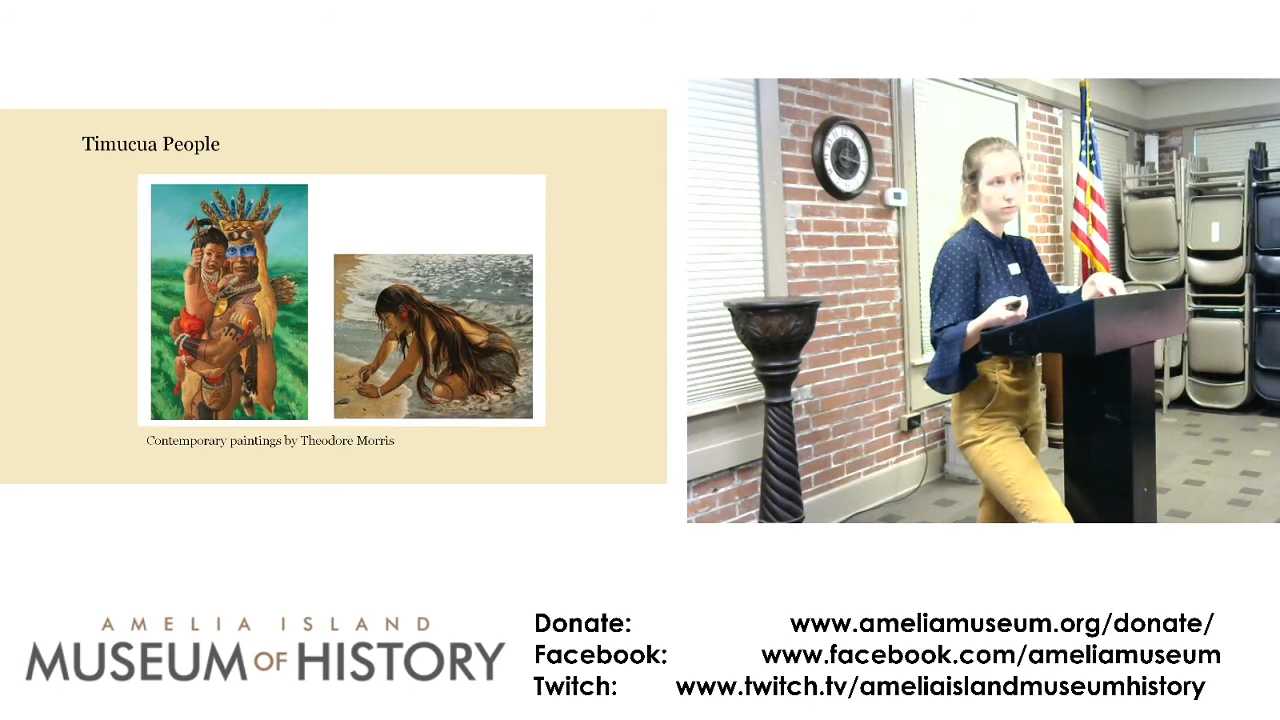 Timucua People
Contemporary paintings by Theodore Morris
AMELIA ISLAND
MUSEUM OF HISTORY
Donate: www.ameliamuseum.org/donate/
Facebook: www.facebook.com/ameliamuseum
Twitch: www.twitch.tv/ameliaislandmuseumhistory